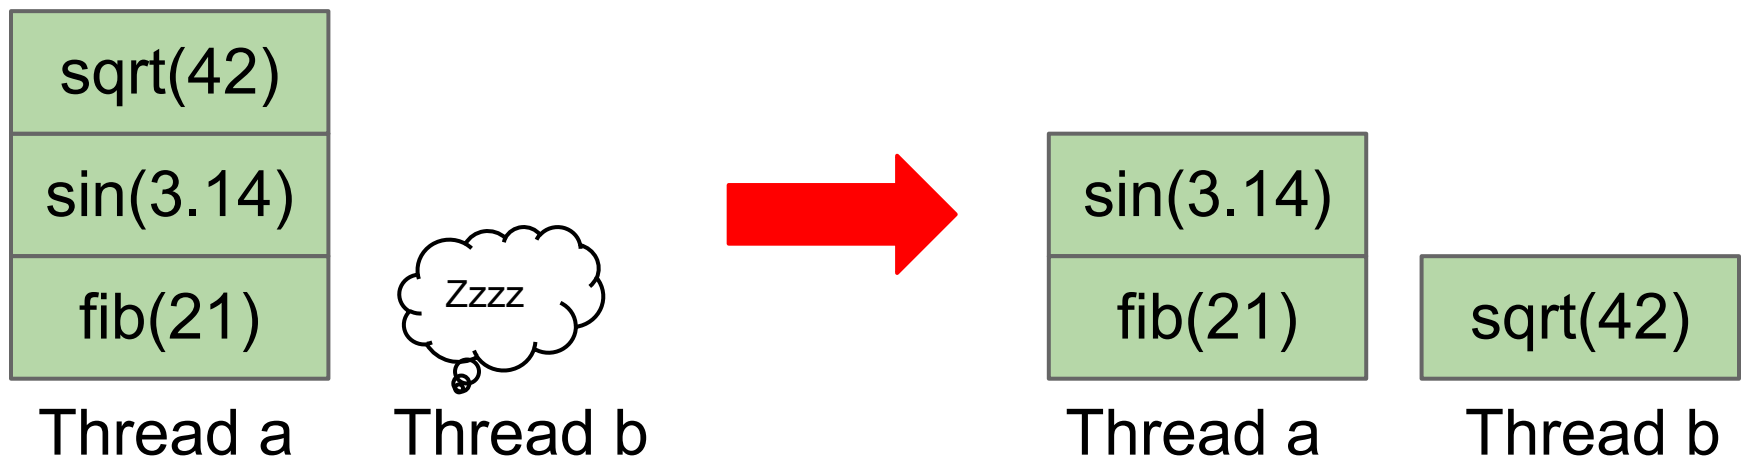 sqrt(42)
sin(3.14)
fib(21)
Zzzz
Thread a
Thread b
sin(3.14)
fib(21)
sqrt(42)
Thread a
Thread b